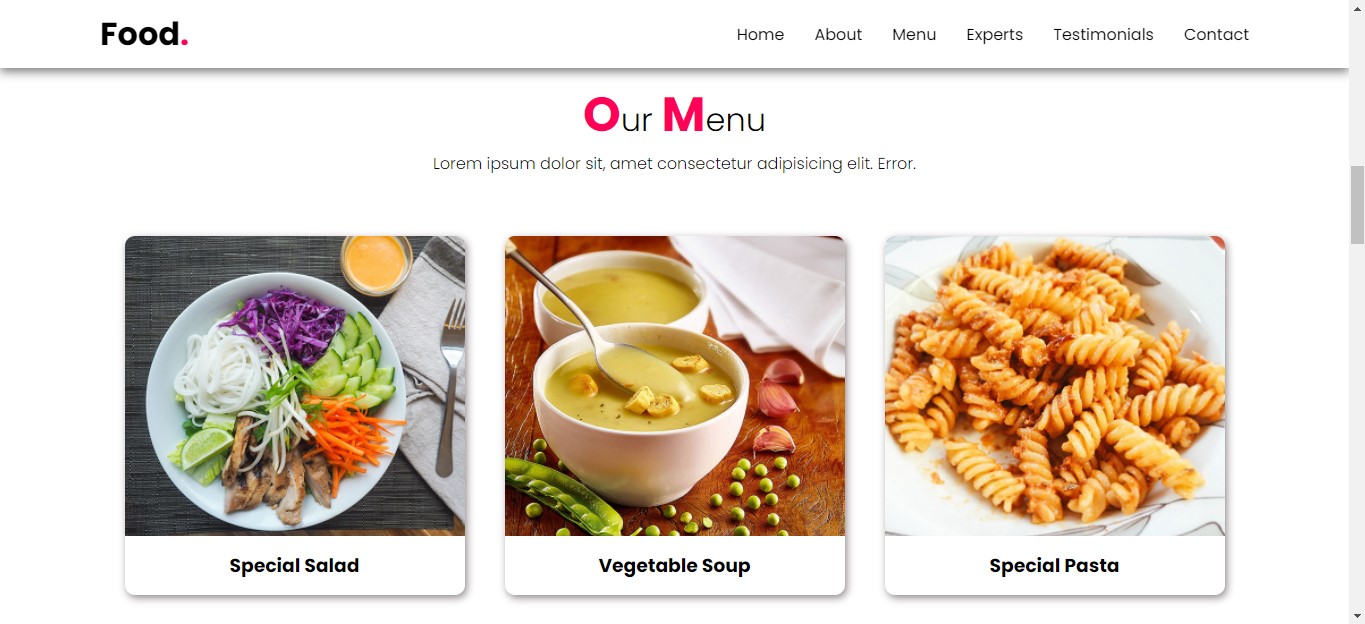 Food.
Home About Menu Experts Testimonials Contact
Our Menu
Lorem ipsum dolor sit, amet consectetur adipisicing elit. Error.
Special Salad
Vegetable Soup
Special Pasta